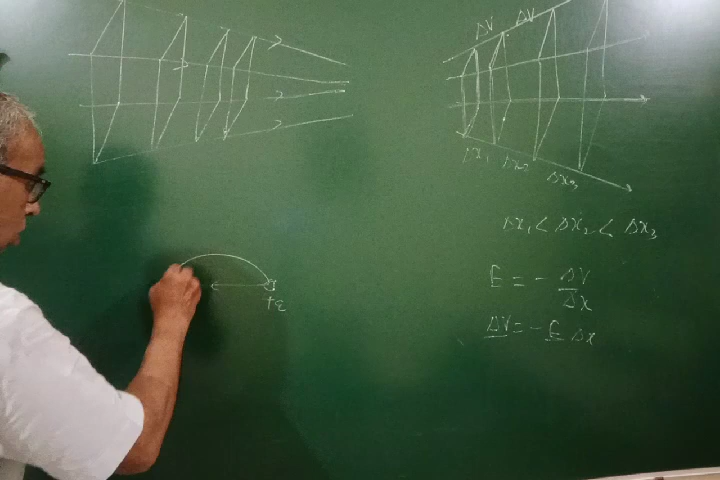 ΔV ΔV
Δx₁ Δx₂ Δx₃
Δx₁ < Δx₂ < Δx₃
E = - ΔV/Δx
ΔV = - E Δx